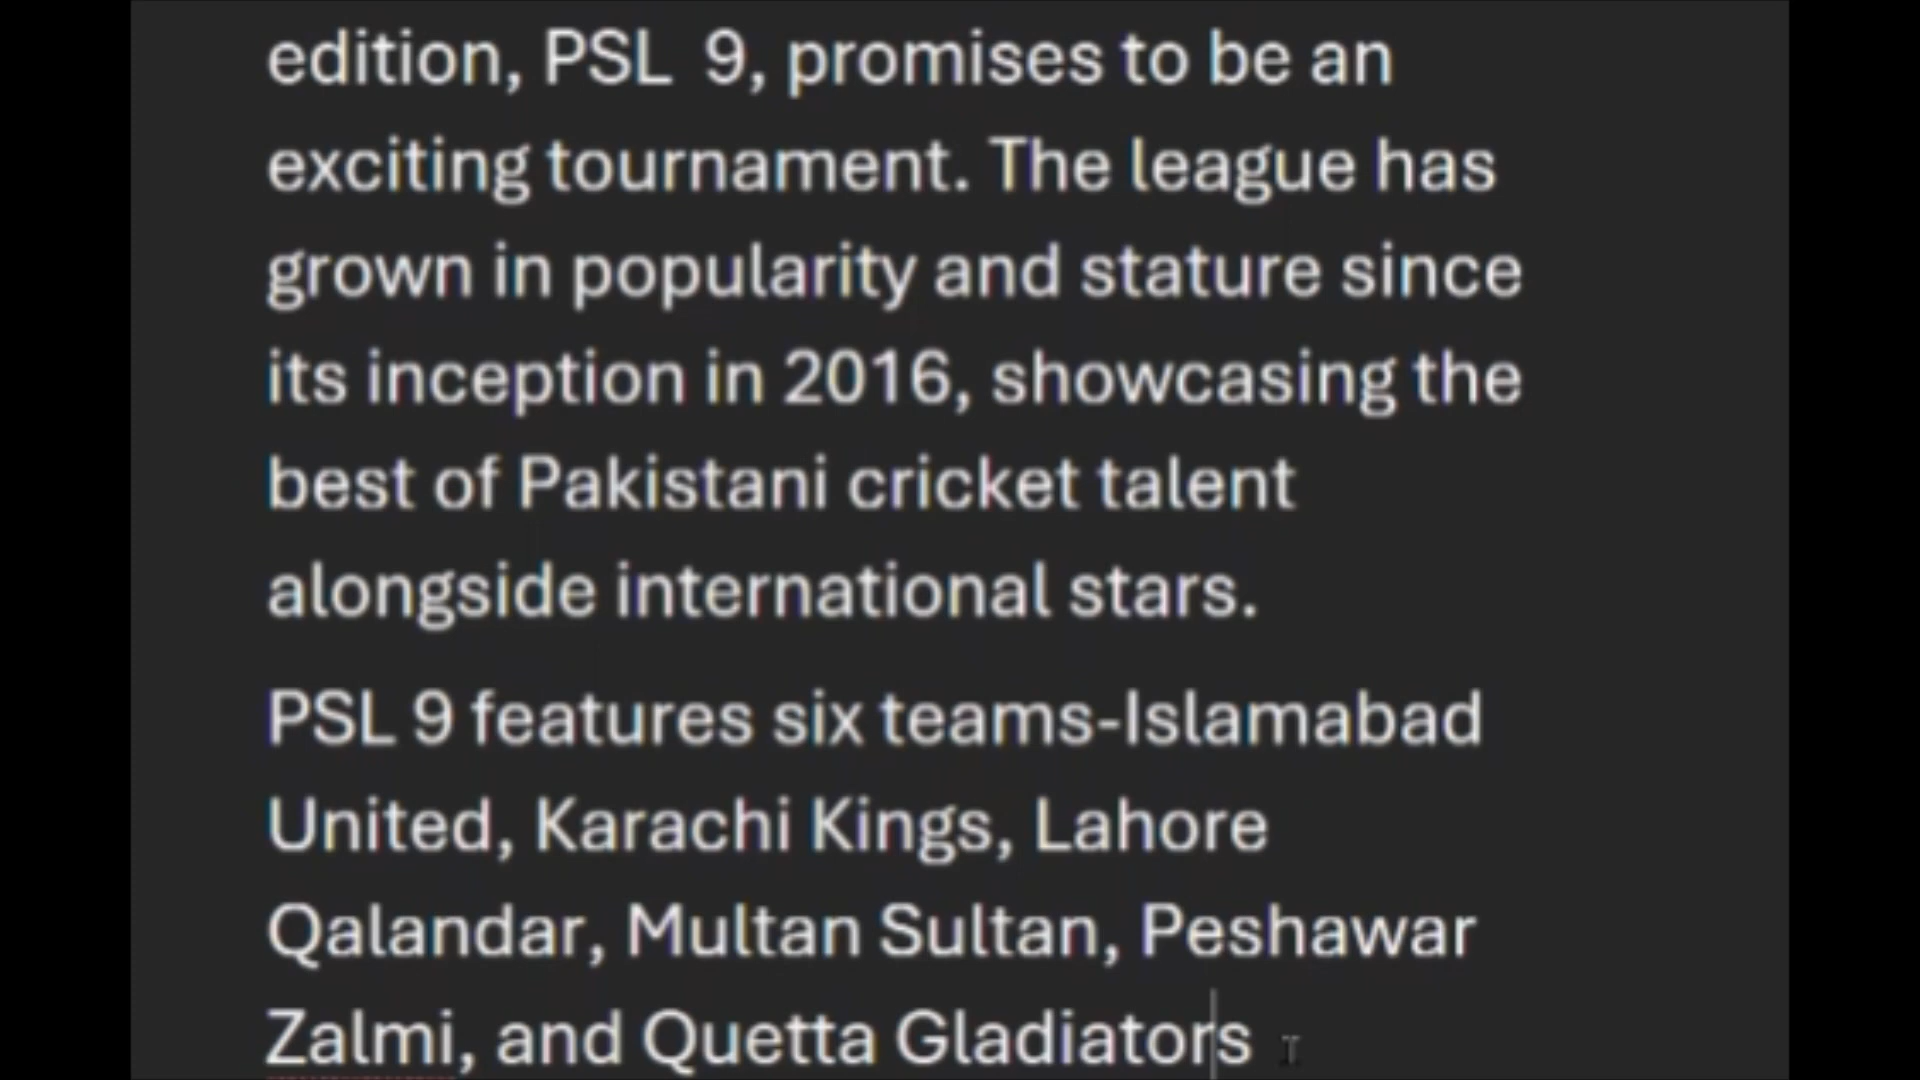 edition, PSL 9, promises to be an
exciting tournament. The league has
grown in popularity and stature since
its inception in 2016, showcasing the
best of Pakistani cricket talent
alongside international stars.
PSL 9 features six teams-Islamabad
United, Karachi Kings, Lahore
Qalandar, Multan Sultan, Peshawar
Zalmi, and Quetta Gladiators